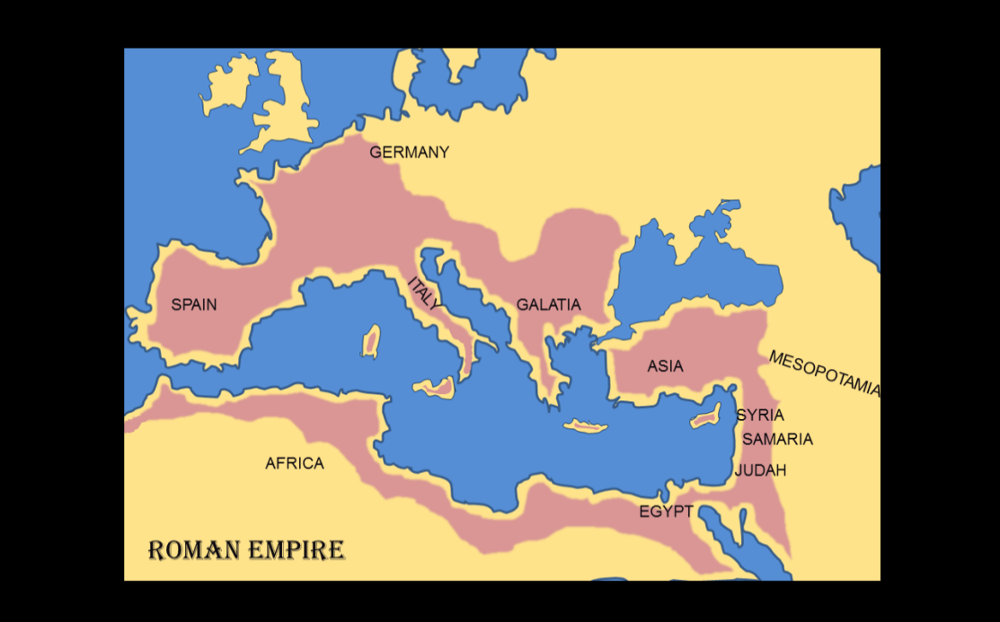 GERMANY
SPAIN
ITALY
GALATIA
ASIA
MESOPOTAMIA
SYRIA
SAMARIA
JUDAH
AFRICA
EGYPT
ROMAN EMPIRE